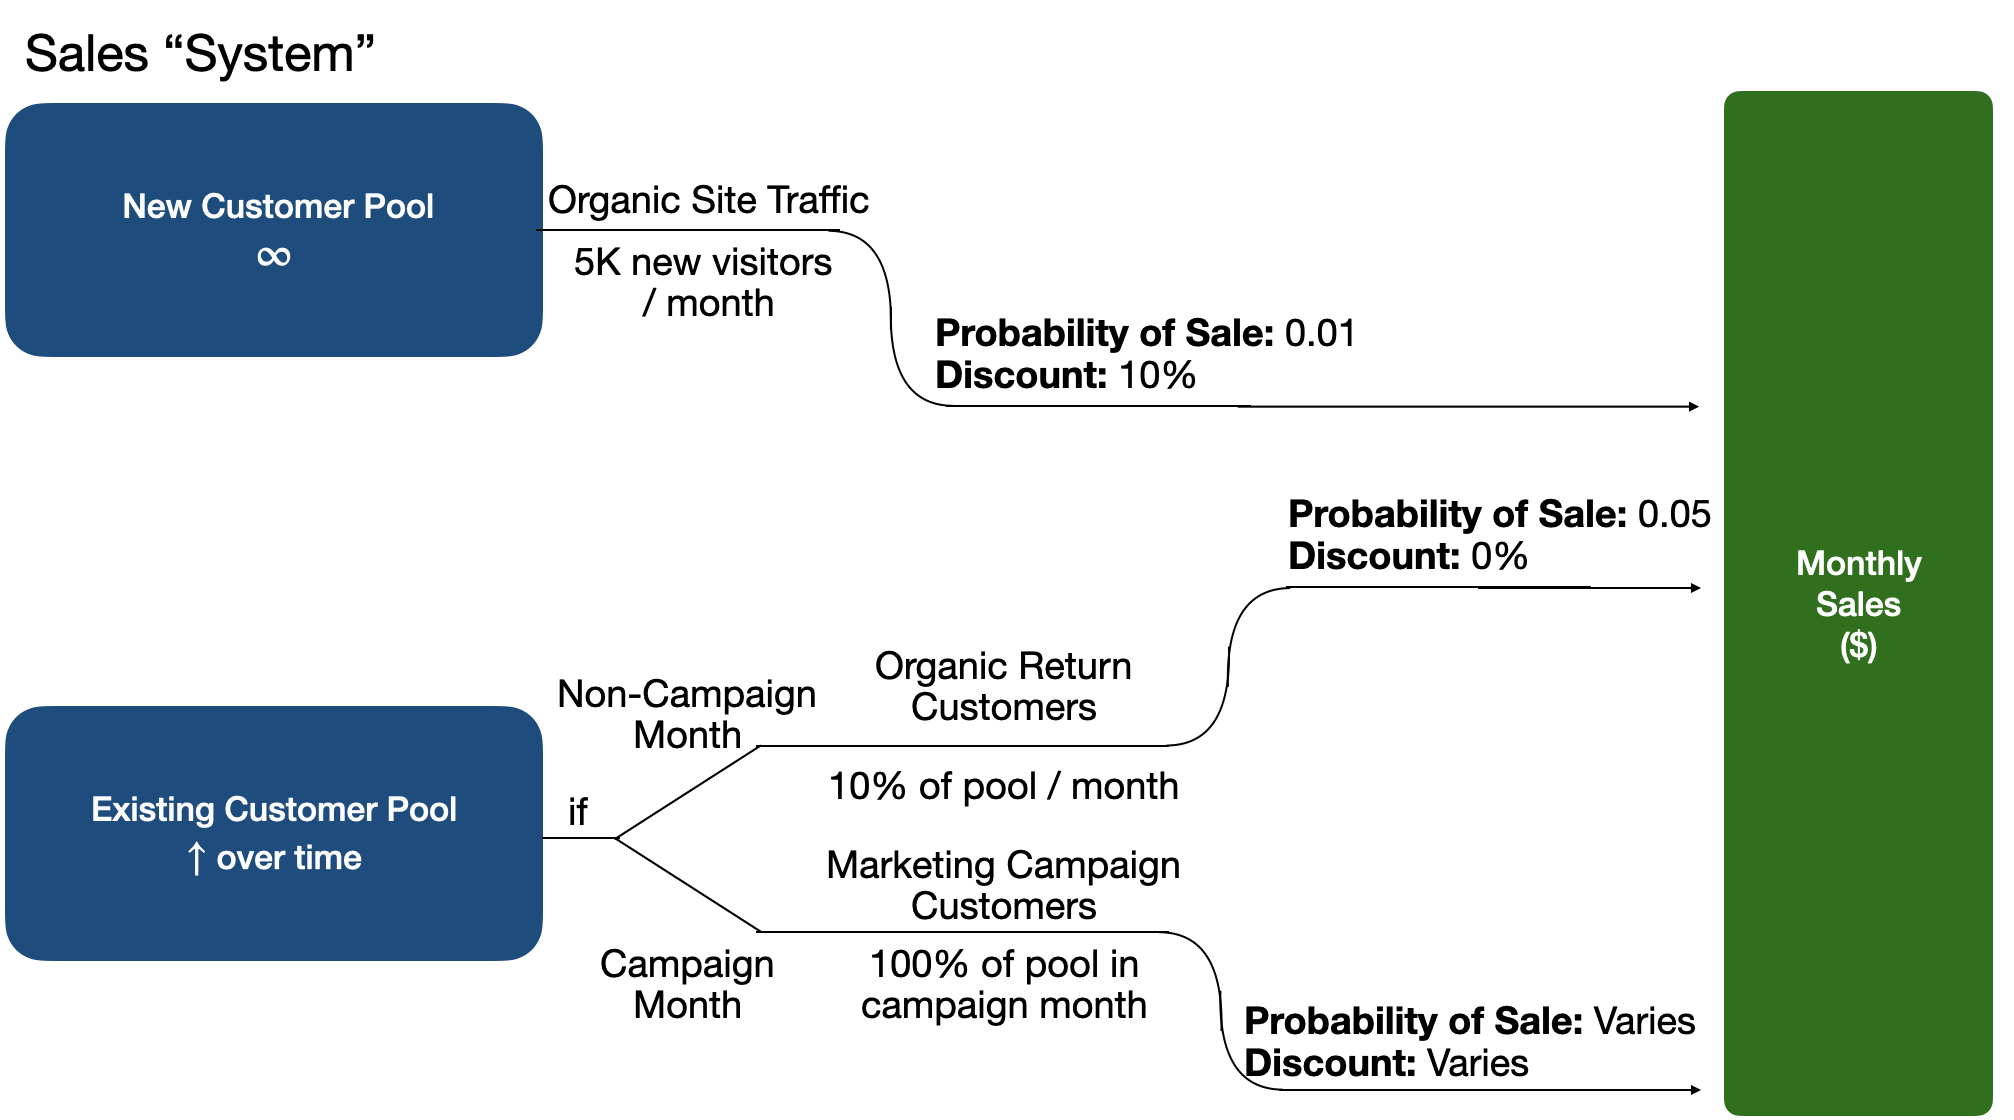 Sales “System”
New Customer Pool
∞
Organic Site Traffic
5K new visitors
/ month
Probability of Sale: 0.01
Discount: 10%
Probability of Sale: 0.05
Discount: 0%
Monthly
Sales
($)
Existing Customer Pool
↑ over time
if
Non-Campaign
Month
Organic Return
Customers
10% of pool / month
Marketing Campaign
Customers
Campaign
Month
100% of pool in
campaign month
Probability of Sale: Varies
Discount: Varies